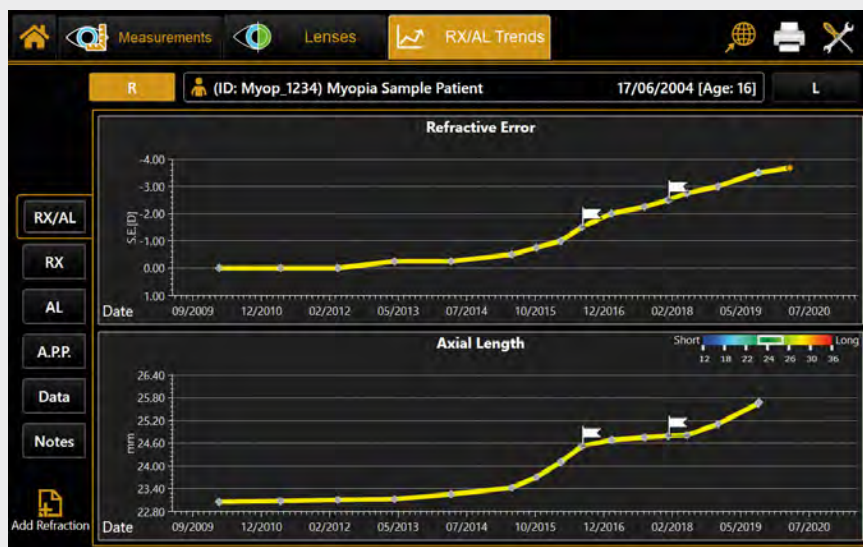 Measurements Lenses RX/AL Trends
R (ID: Myop_1234) Myopia Sample Patient 17/06/2004 [Age: 16] L
Refractive Error
-4.00
-3.00
-2.00
-1.00
0.00
1.00
S.E.[D]
Date 09/2009 12/2010 02/2012 05/2013 07/2014 10/2015 12/2016 02/2018 05/2019 07/2020
RX/AL
RX
AL
A.P.P.
Data
Notes
Add Refraction
Axial Length
Short Long
12 18 22 24 26 30 36
26.40
25.80
25.20
24.60
24.00
23.40
22.80
mm
Date 09/2009 12/2010 02/2012 05/2013 07/2014 10/2015 12/2016 02/2018 05/2019 07/2020